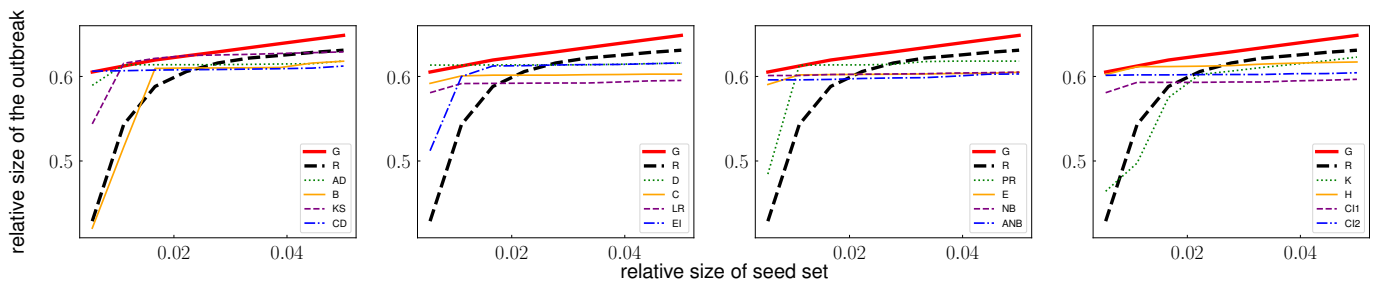 relative size of the outbreak
0.6
0.5
0.02
0.04
G
R
AD
B
KS
CD
0.6
0.5
0.02
0.04
G
R
D
C
LR
EI
0.6
0.5
0.02
0.04
G
R
PR
E
NB
ANB
0.6
0.5
0.02
0.04
G
R
K
H
CI1
CI2
relative size of seed set